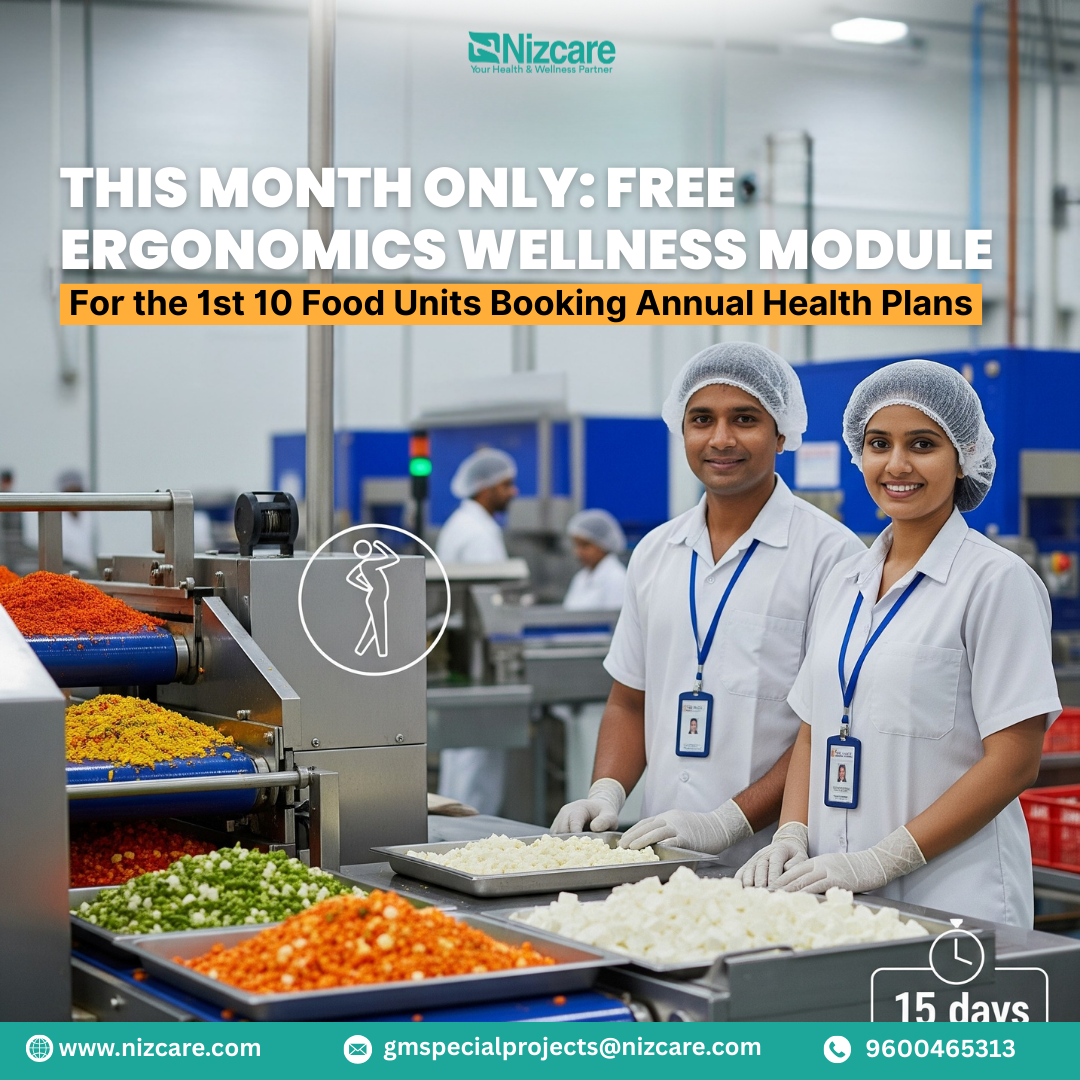 Nizcare
Your Health & Wellness Partner
THIS MONTH ONLY: FREE
ERGONOMICS WELLNESS MODULE
For the 1st 10 Food Units Booking Annual Health Plans
15 days
www.nizcare.com
gmspecialprojects@nizcare.com
9600465313